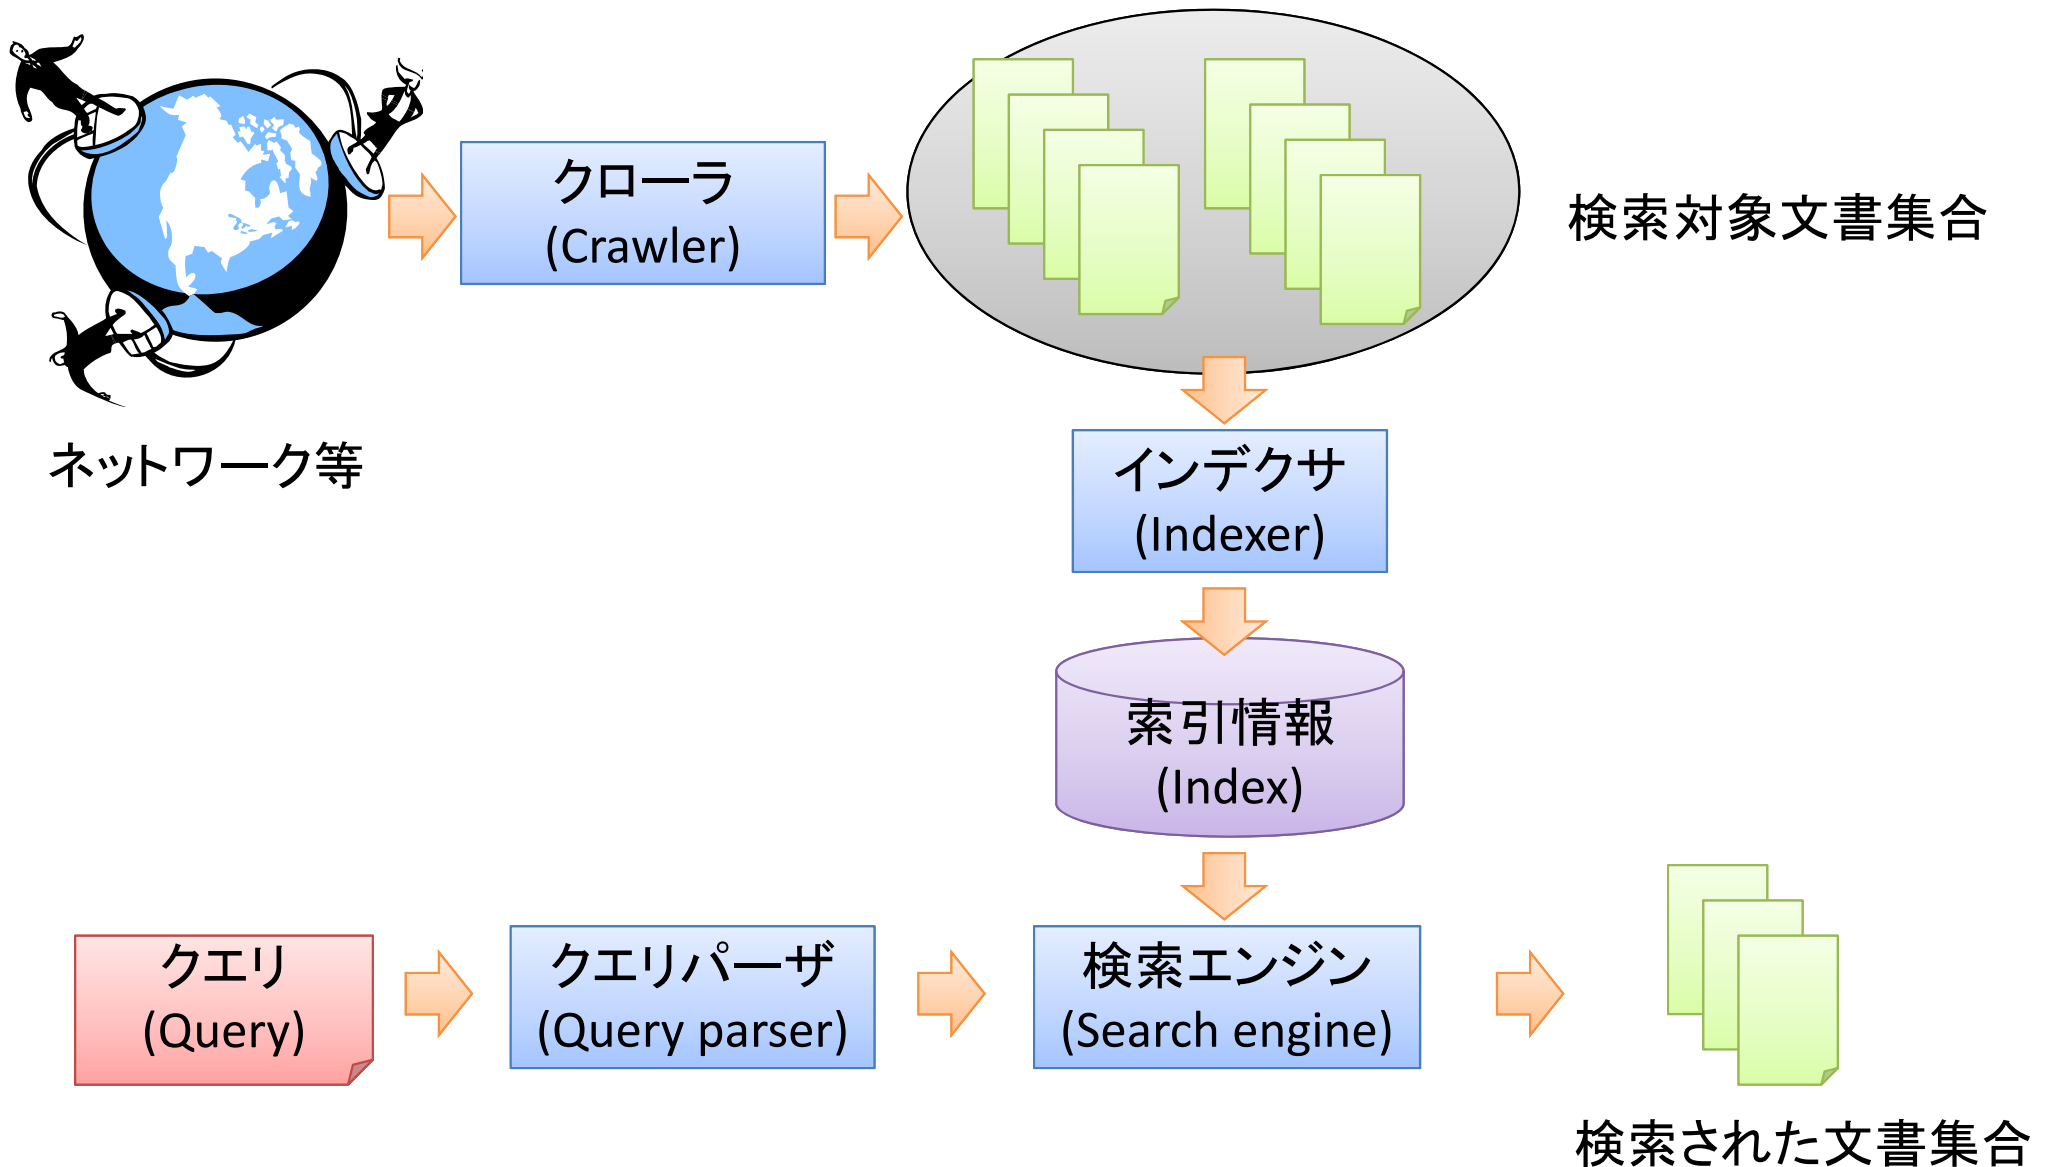 クローラ
(Crawler)
検索対象文書集合
ネットワーク等
インデクサ
(Indexer)
索引情報
(Index)
クエリ
(Query)
クエリパーザ
(Query parser)
検索エンジン
(Search engine)
検索された文書集合